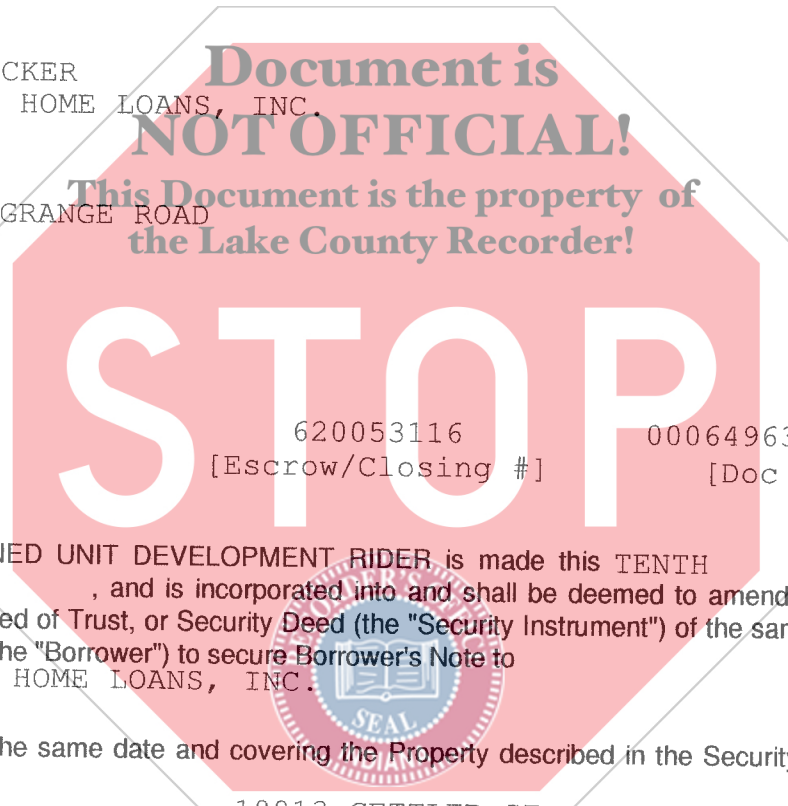 CKER
Document is
HOME LOANS, INC.
NOT OFFICIAL!
This Document is the property of
GRANGE ROAD
the Lake County Recorder!
STOP
620053116 00064963
[Escrow/Closing #] [Doc
NED UNIT DEVELOPMENT RIDER is made this TENTH
, and is incorporated into and shall be deemed to amend
ed of Trust, or Security Deed (the "Security Instrument") of the sam
he "Borrower") to secure Borrower's Note to
HOME LOANS, INC.
SEAL
he same date and covering the Property described in the Security